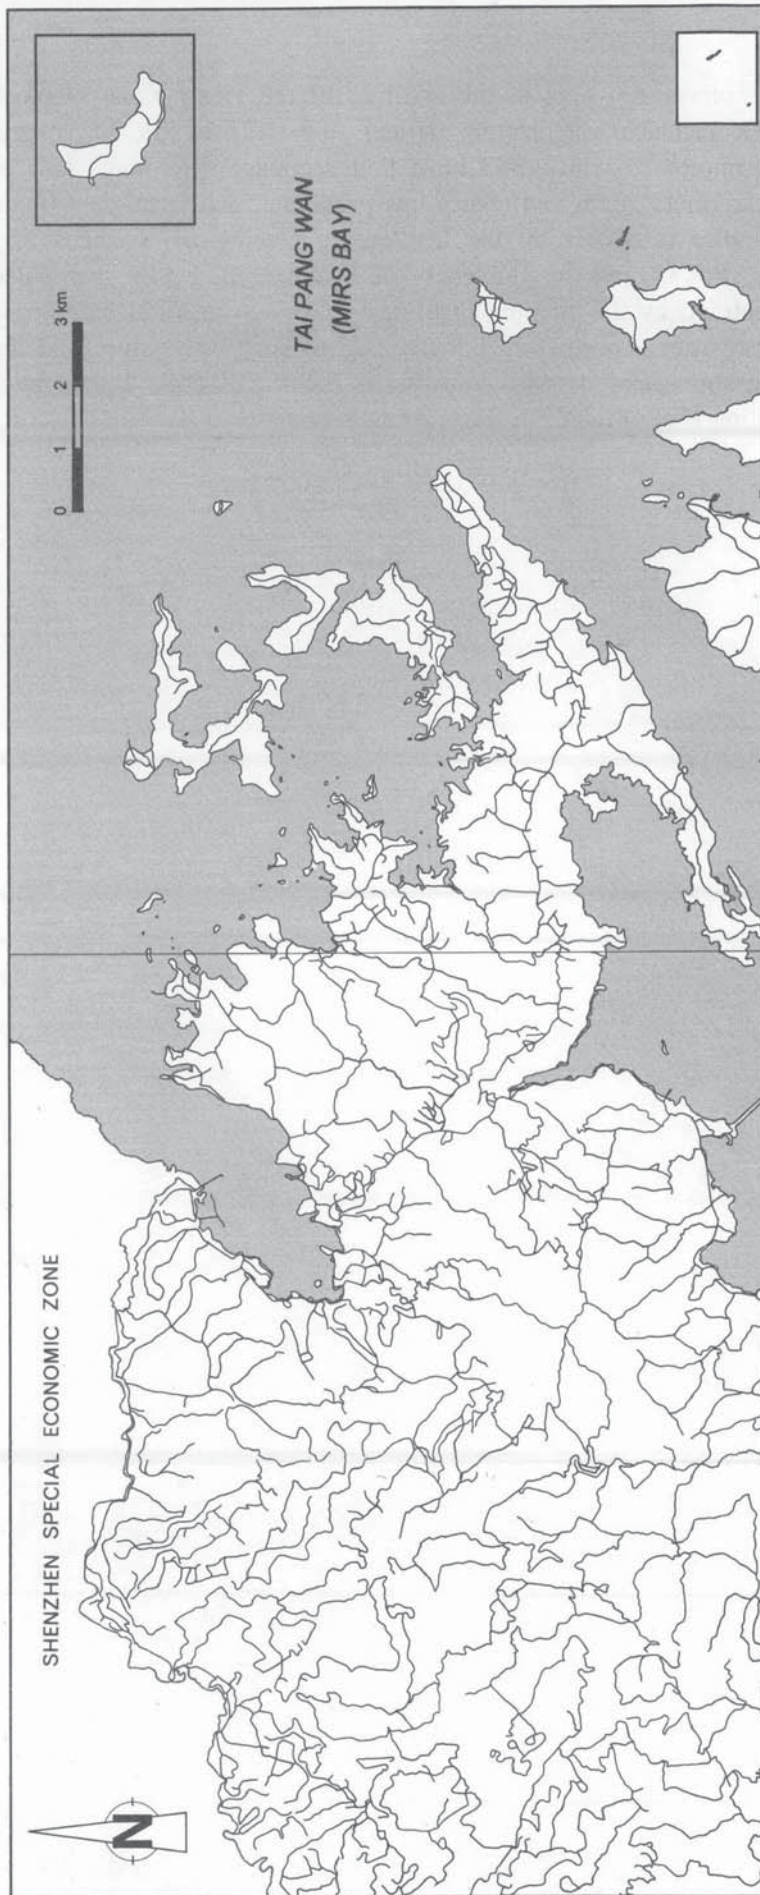 SHENZHEN SPECIAL ECONOMIC ZONE
0 1 2 3 km
TAI PANG WAN
(MIRS BAY)
N